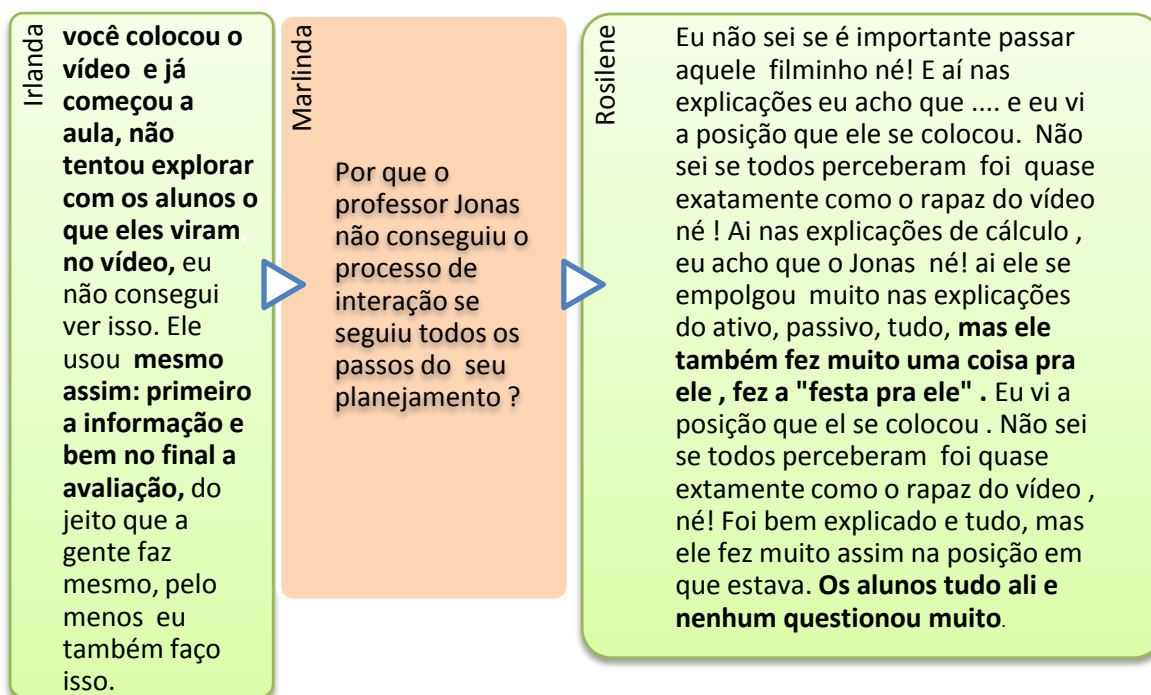 Irlanda
você colocou o
vídeo e já
começou a
aula, não
tentou explorar
com os alunos o
que eles viram,
no vídeo, eu
não consegui
ver isso. Ele
usou mesmo
assim: primeiro
a informação e
bem no final a
avaliação, do
jeito que a
gente faz
mesmo, pelo
menos eu
também faço
isso.
Marlinda
Por que o
professor Jonas
não conseguiu o
processo de
interação se
seguiu todos os
passos do seu
planejamento ?
Rosilene
Eu não sei se é importante passar
aquele filminho né! E aí nas
explicações eu acho que .... e eu vi
a posição que ele se colocou. Não
sei se todos perceberam foi quase
exatamente como o rapaz do vídeo
né ! Ai nas explicações de cálculo ,
eu acho que o Jonas né! ai ele se
empolgou muito nas explicações
do ativo, passivo, tudo, mas ele
também fez muito uma coisa pra
ele , fez a "festa pra ele" . Eu vi a
posição que el se colocou . Não sei
se todos perceberam foi quase
extamente como o rapaz do vídeo ,
né! Foi bem explicado e tudo, mas
ele fez muito assim na posição em
que estava. Os alunos tudo ali e
nenhum questionou muito.